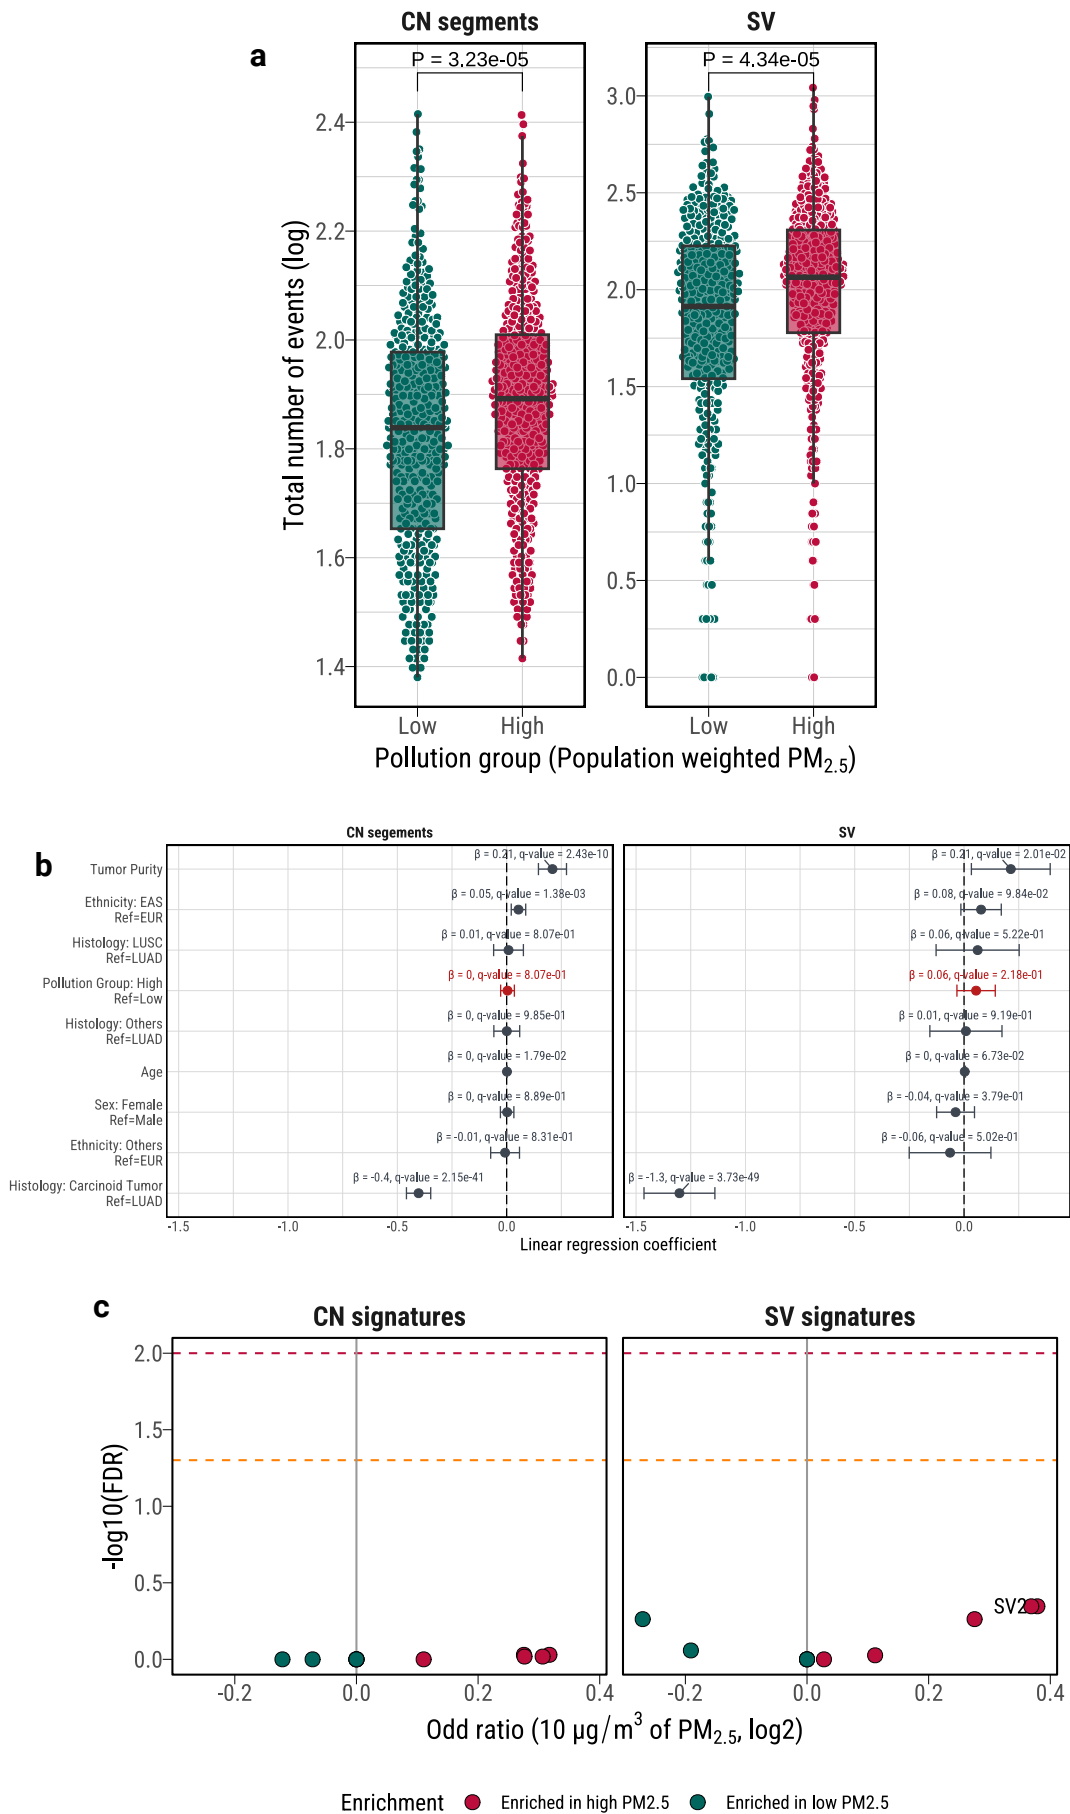 a
CN segments
SV
P = 3.23e-05
P = 4.34e-05
Total number of events (log)
2.4
2.2
2.0
1.8
1.6
1.4
3.0
2.5
2.0
1.5
1.0
0.5
0.0
Low
High
Low
High
Pollution group (Population weighted PM2.5)
b
CN segements
SV
Tumor Purity
β = 0.21, q-value = 2.43e-10
β = 0.21, q-value = 2.01e-02
Ethnicity: EAS
Ref=EUR
β = 0.05, q-value = 1.38e-03
β = 0.08, q-value = 9.84e-02
Histology: LUSC
Ref=LUAD
β = 0.01, q-value = 8.07e-01
β = 0.06, q-value = 5.22e-01
Pollution Group: High
Ref=Low
β = 0, q-value = 8.07e-01
β = 0.06, q-value = 2.18e-01
Histology: Others
Ref=LUAD
β = 0, q-value = 9.85e-01
β = 0.01, q-value = 9.19e-01
Age
β = 0, q-value = 1.79e-02
β = 0, q-value = 6.73e-02
Sex: Female
Ref=Male
β = 0, q-value = 8.89e-01
β = -0.04, q-value = 3.79e-01
Ethnicity: Others
Ref=EUR
β = -0.01, q-value = 8.31e-01
β = -0.06, q-value = 5.02e-01
Histology: Carcinoid Tumor
Ref=LUAD
β = -0.4, q-value = 2.15e-41
β = -1.3, q-value = 3.73e-49
-1.5 -1.0 -0.5 0.0
-1.5 -1.0 -0.5 0.0
Linear regression coefficient
c
CN signatures
SV signatures
-log10(FDR)
2.0
1.5
1.0
0.5
0.0
SV2
-0.2 0.0 0.2 0.4
-0.2 0.0 0.2 0.4
Odd ratio (10 µg/m³ of PM2.5, log2)
Enrichment Enriched in high PM2.5 Enriched in low PM2.5